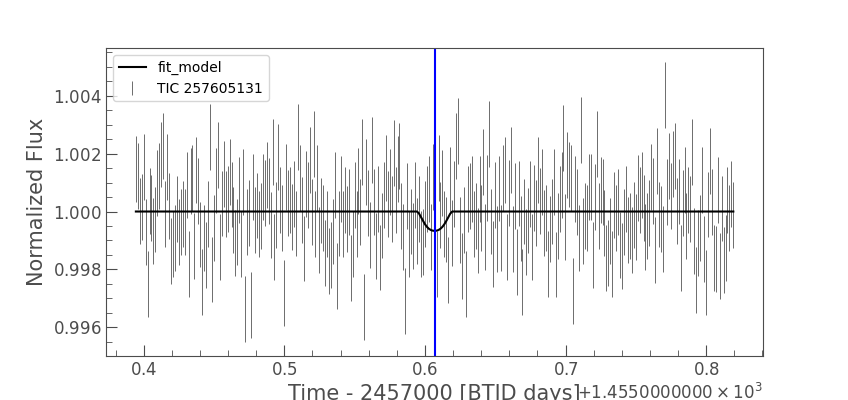 fit_model
TIC 257605131
Normalized Flux
1.004
1.002
1.000
0.998
0.996
0.4
0.5
0.6
0.7
0.8
Time - 2457000 [BTJD days]
+1.4550000000 × 10³